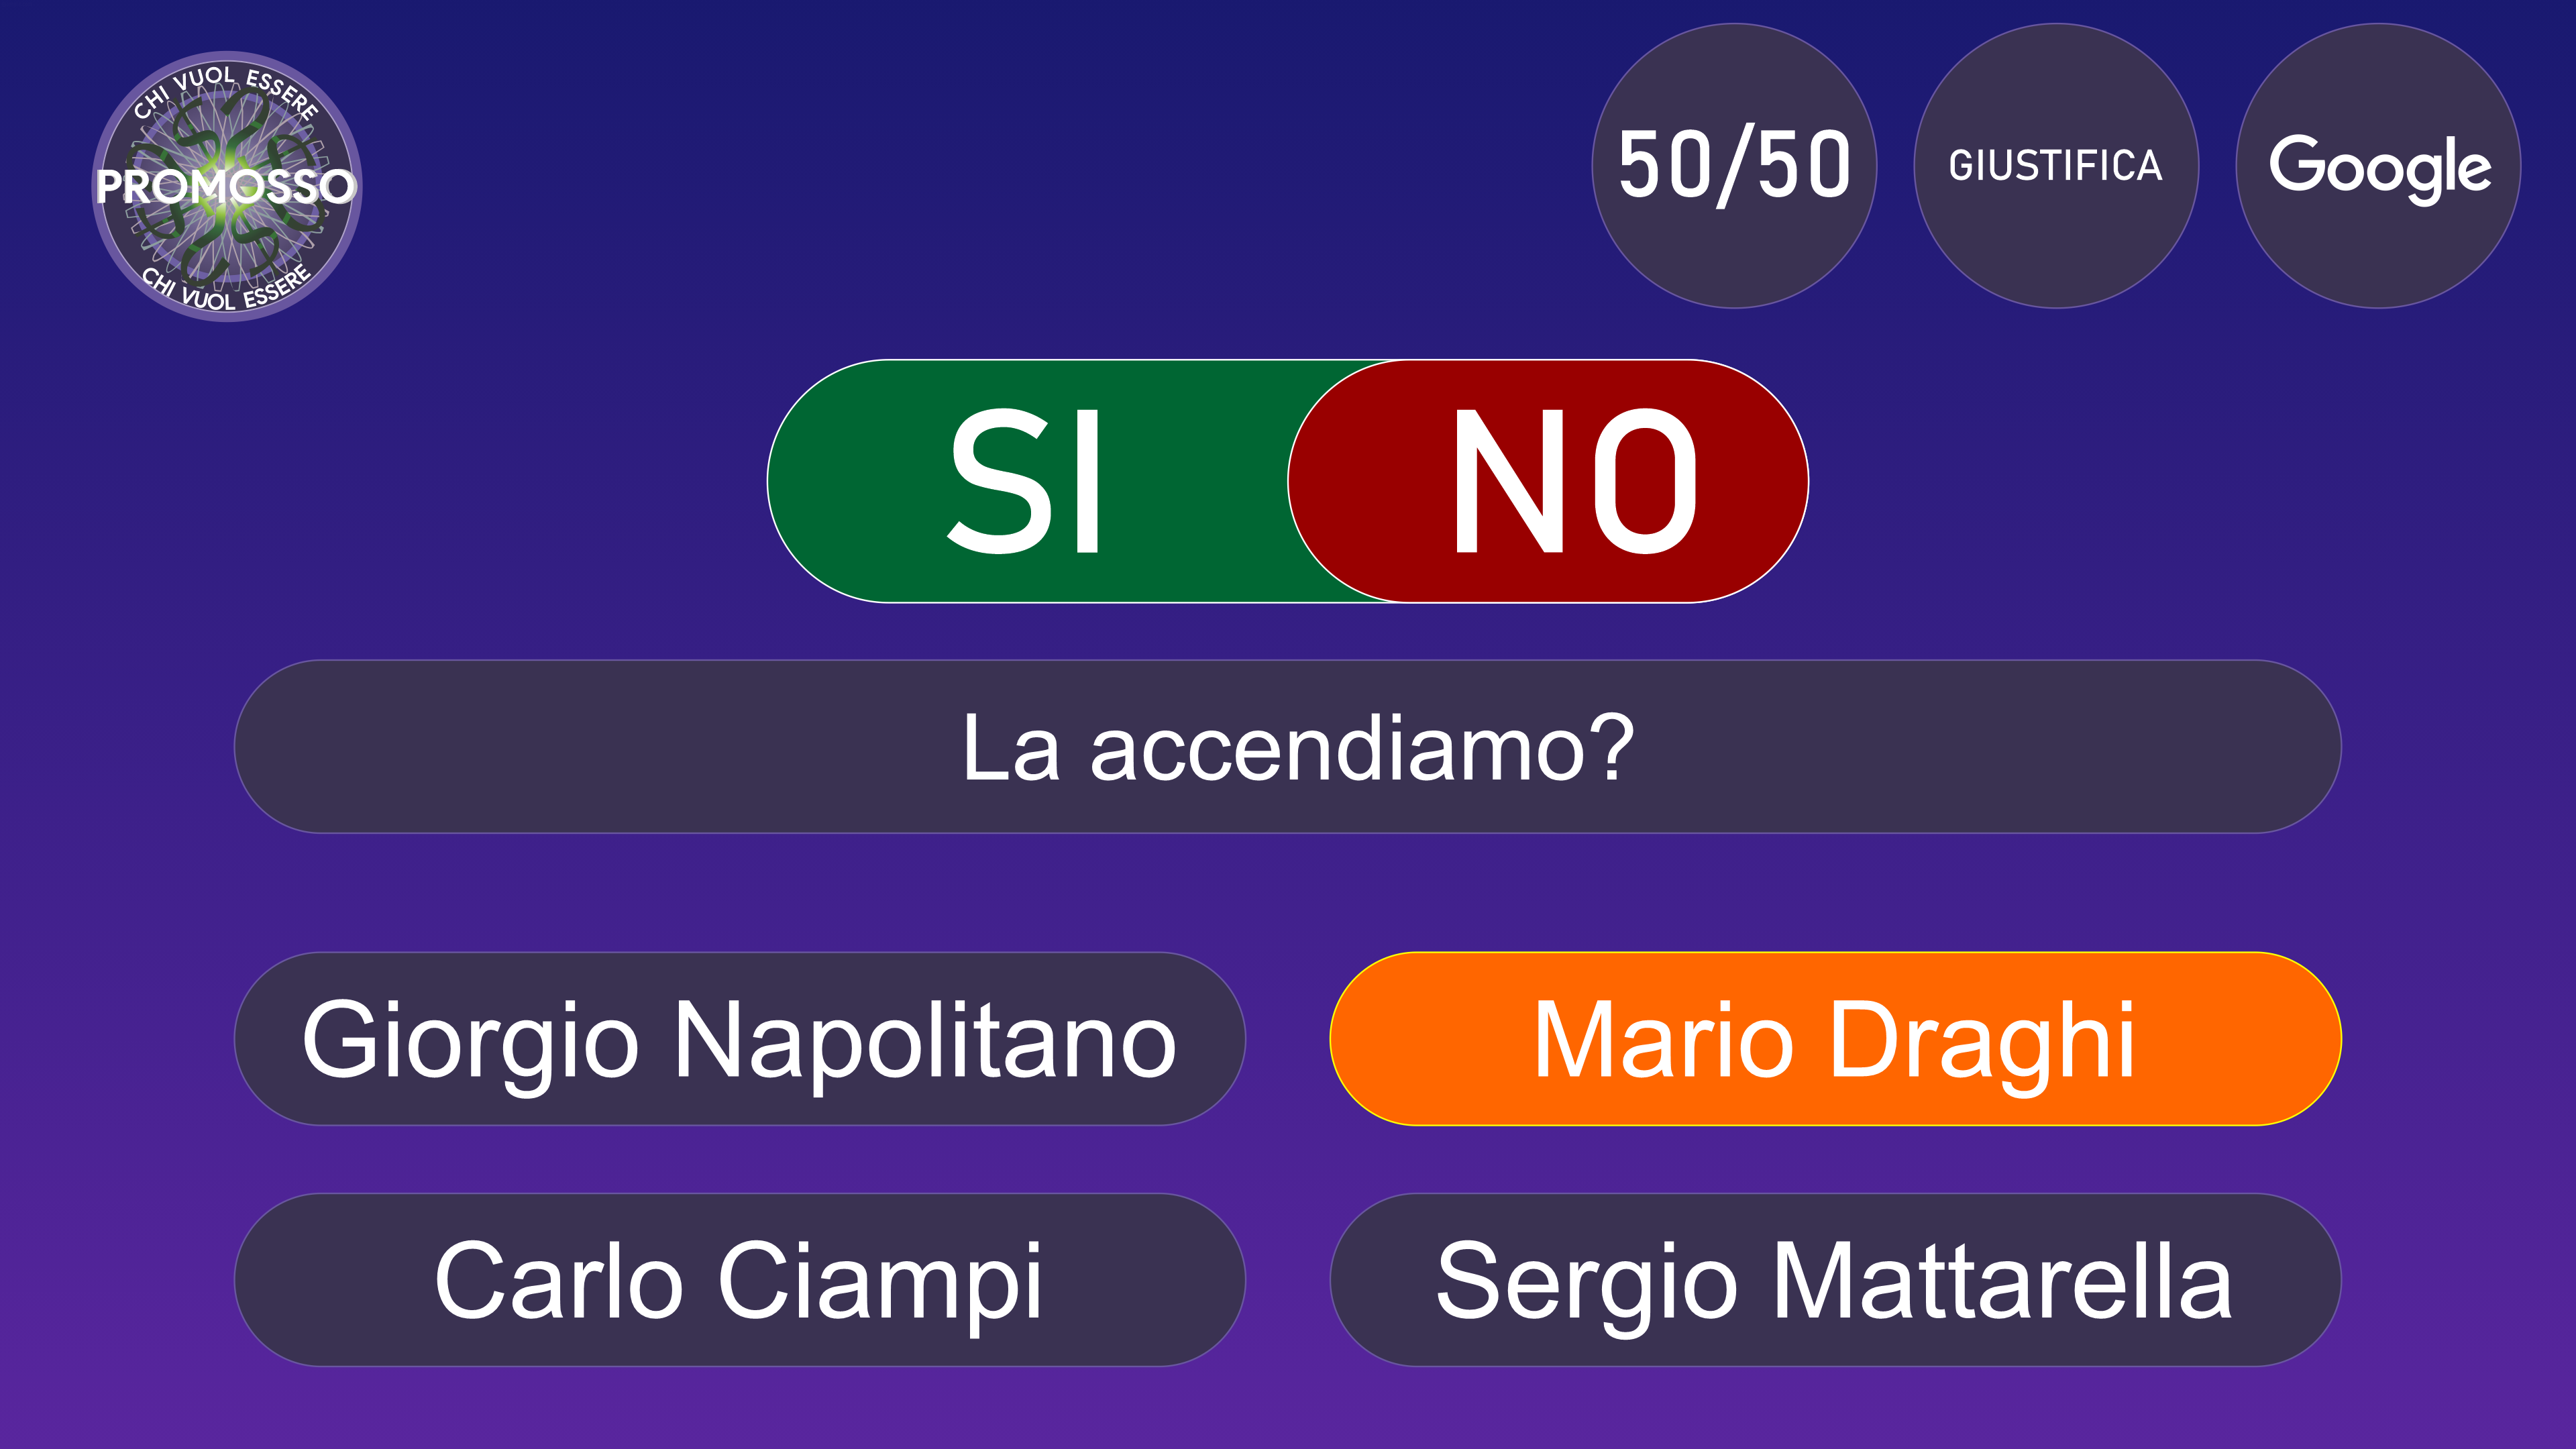 CHI VUOL ESSERE
PROMOSSO
CHI VUOL ESSERE
50/50
GIUSTIFICA
Google
SI
NO
La accendiamo?
Giorgio Napolitano
Mario Draghi
Carlo Ciampi
Sergio Mattarella